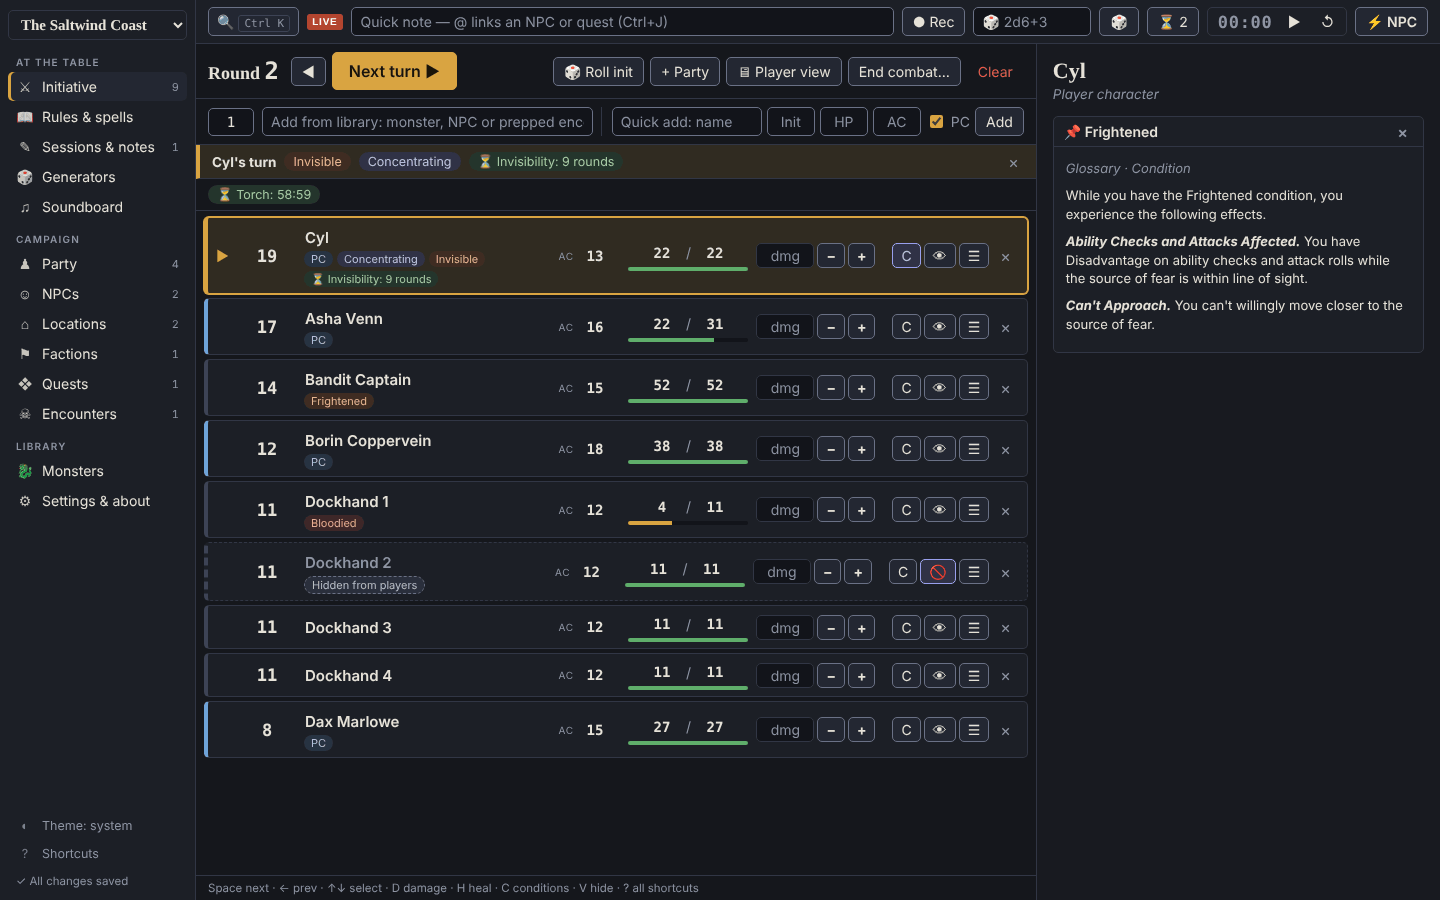 The Saltwind Coast
AT THE TABLE
Initiative 9
Rules & spells
Sessions & notes 1
Generators
Soundboard
CAMPAIGN
Party 4
NPCs 2
Locations 2
Factions 1
Quests 1
Encounters 1
LIBRARY
Monsters
Settings & about
Theme: system
? Shortcuts
✓ All changes saved
Ctrl K
LIVE
Quick note — @ links an NPC or quest (Ctrl+J)
Rec
2d6+3
2
00:00
NPC
Round 2
Next turn
Roll init
+ Party
Player view
End combat...
Clear
1
Add from library: monster, NPC or prepped enc
Quick add: name
Init
HP
AC
PC
Add
Cyl's turn Invisible Concentrating Invisibility: 9 rounds ×
Torch: 58:59
19 Cyl AC 13 22 / 22 dmg − + C ×
PC Concentrating Invisible
Invisibility: 9 rounds
17 Asha Venn AC 16 22 / 31 dmg − + C ×
PC
14 Bandit Captain AC 15 52 / 52 dmg − + C ×
Frightened
12 Borin Coppervein AC 18 38 / 38 dmg − + C ×
PC
11 Dockhand 1 AC 12 4 / 11 dmg − + C ×
Bloodied
11 Dockhand 2 AC 12 11 / 11 dmg − + C ×
Hidden from players
11 Dockhand 3 AC 12 11 / 11 dmg − + C ×
11 Dockhand 4 AC 12 11 / 11 dmg − + C ×
8 Dax Marlowe AC 15 27 / 27 dmg − + C ×
PC
Space next · ← prev · ↑↓ select · D damage · H heal · C conditions · V hide · ? all shortcuts
Cyl
Player character
Frightened ×
Glossary · Condition
While you have the Frightened condition, you
experience the following effects.
Ability Checks and Attacks Affected. You have
Disadvantage on ability checks and attack rolls while
the source of fear is within line of sight.
Can't Approach. You can't willingly move closer to the
source of fear.